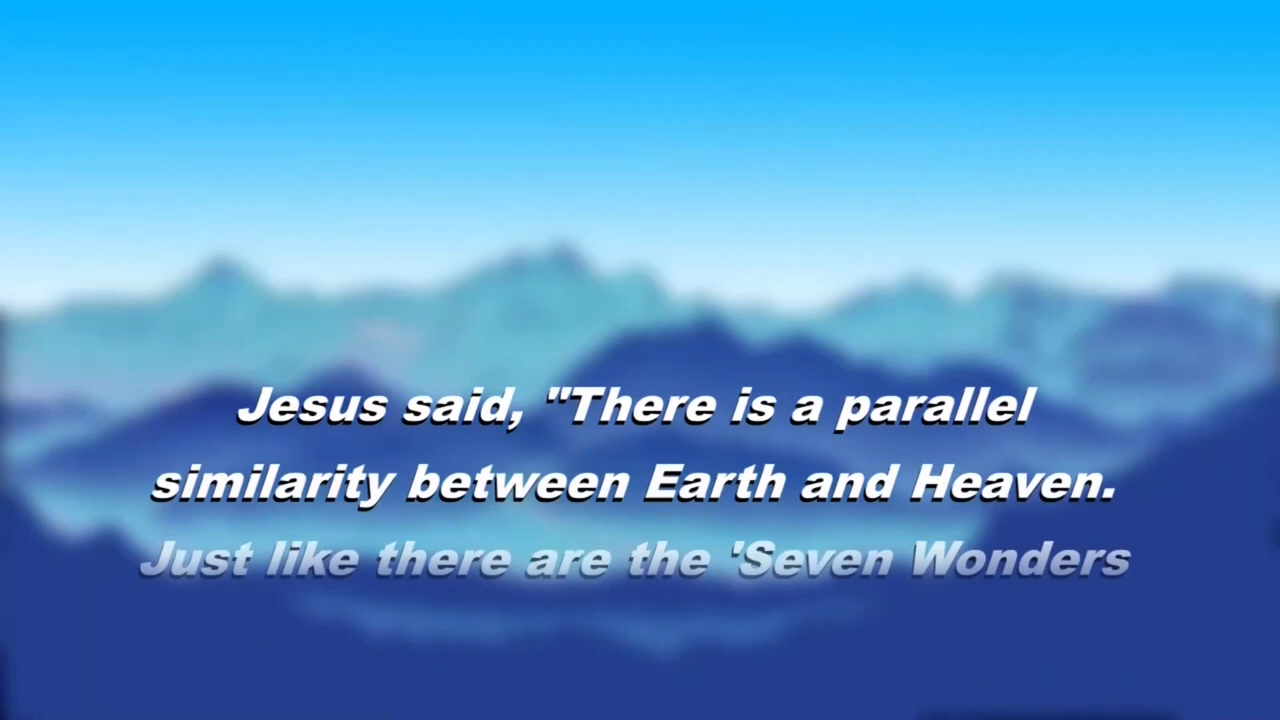 Jesus said, "There is a parallel
similarity between Earth and Heaven.
Just like there are the 'Seven Wonders